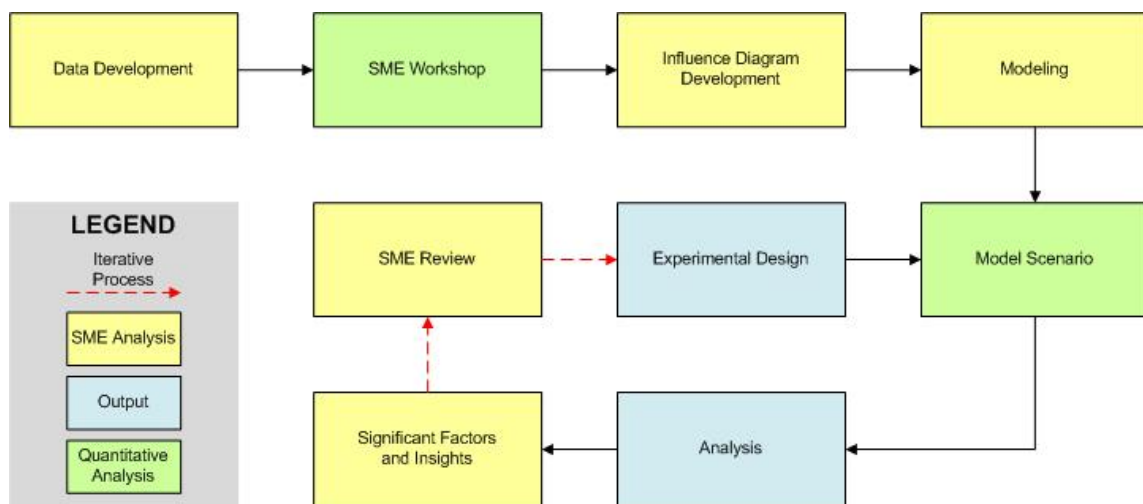 Data Development
SME Workshop
Influence Diagram
Development
Modeling
LEGEND
Iterative
Process
SME Analysis
Output
Quantitative
Analysis
SME Review
Experimental Design
Model Scenario
Significant Factors
and Insights
Analysis